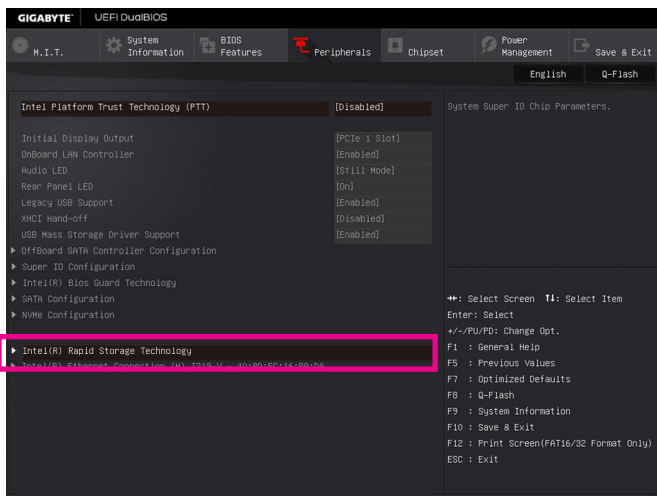 GIGABYTE™ UEFI DualBIOS
M.I.T. System Information BIOS Features Peripherals Chipset Power Management Save & Exit
English Q-Flash
Intel Platform Trust Technology (PTT) [Disabled] System Super IO Chip Parameters.
Initial Display Output [PCIe 1 Slot]
OnBoard LAN Controller [Enabled]
Audio LED [Still Mode]
Rear Panel LED [On]
Legacy USB Support [Enabled]
XHCI Hand-off [Disabled]
USB Mass Storage Driver Support [Enabled]
OffBoard SATA Controller Configuration
Super IO Configuration
Intel(R) Bios Guard Technology
SATA Configuration
NVMe Configuration
Intel(R) Rapid Storage Technology
Intel(R) Ethernet Connection (H) I219-V -
→←: Select Screen ↑↓: Select Item
Enter: Select
+/-/PU/PD: Change Opt.
F1 : General Help
F5 : Previous Values
F7 : Optimized Defaults
F8 : Q-Flash
F9 : System Information
F10 : Save & Exit
F12 : Print Screen(FAT16/32 Format Only)
ESC : Exit